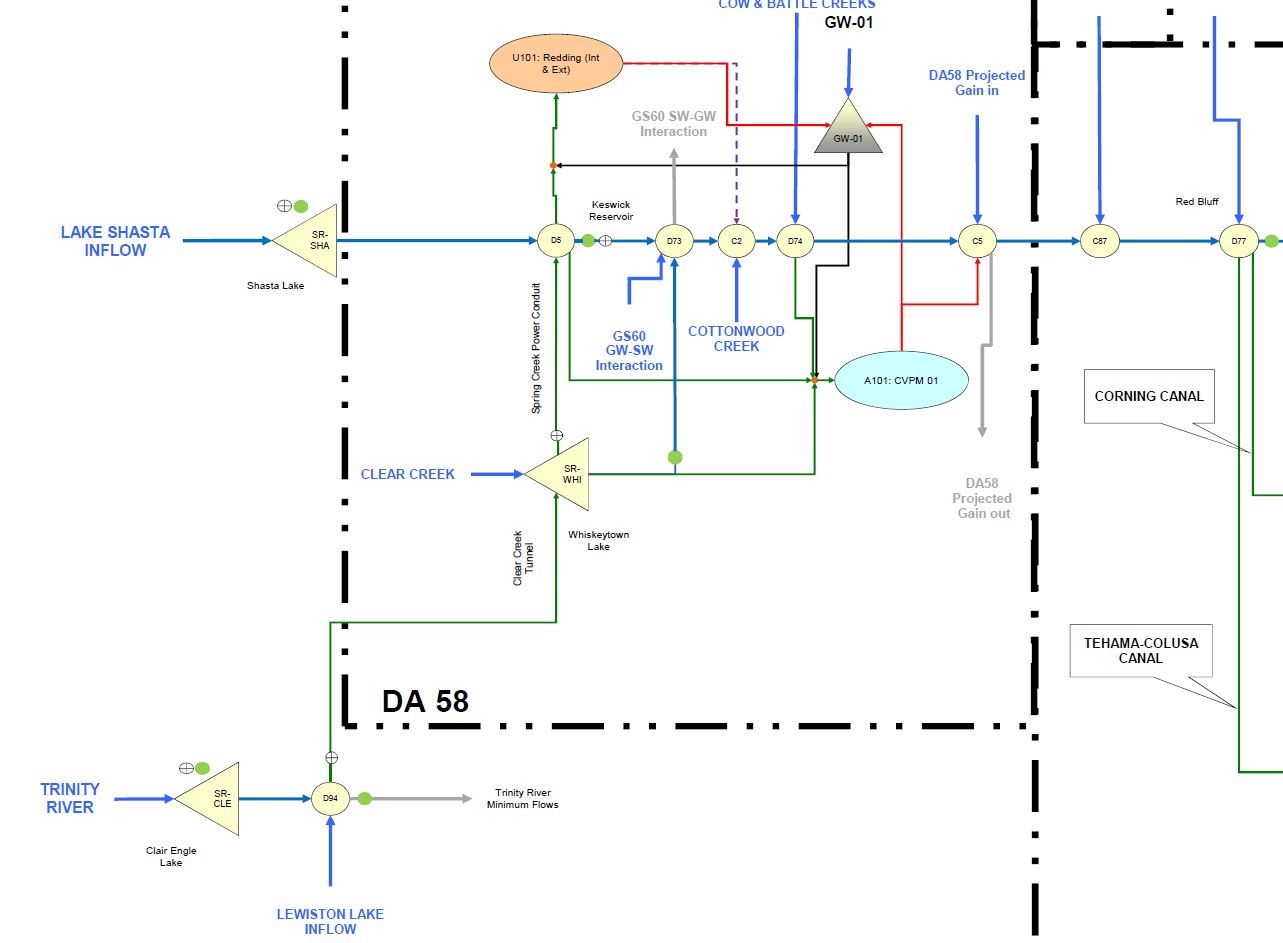 COW & BATTLE CREEKS
GW-01
U101: Redding (Int
& Ext)
DA58 Projected
Gain in
GS60 SW-GW
Interaction
GW-01
Keswick
Reservoir
Red Bluff
LAKE SHASTA
INFLOW
SR-
SHA
D5
D73
C2
D74
C5
C87
D77
Shasta Lake
Spring Creek Power Conduit
GS60
GW-SW
Interaction
COTTONWOOD
CREEK
A101: CVPM 01
CORNING CANAL
CLEAR CREEK
SR-
WHI
DA58
Projected
Gain out
Whiskeytown
Lake
Clear Creek
Tunnel
TEHAMA-COLUSA
CANAL
DA 58
TRINITY
RIVER
SR-
CLE
D94
Trinity River
Minimum Flows
Clair Engle
Lake
LEWISTON LAKE
INFLOW